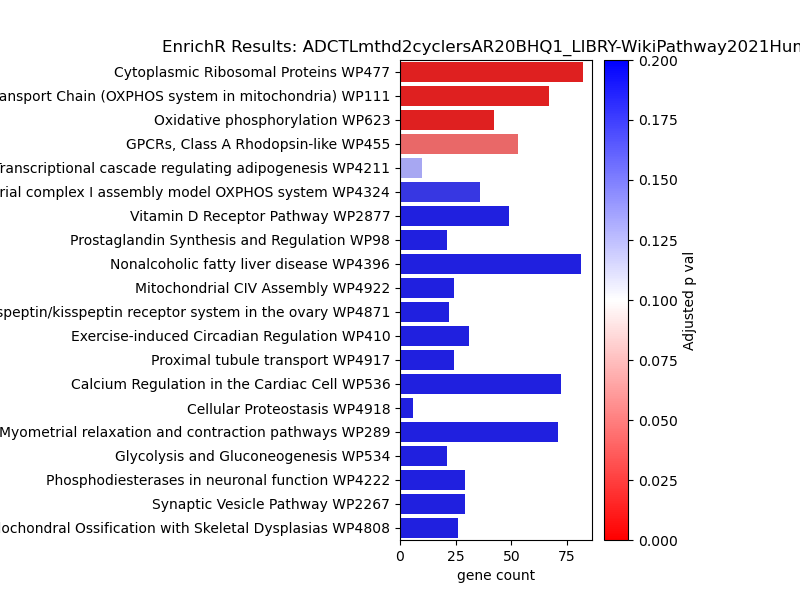 EnrichR Results: ADCTLmthd2cyclersAR20BHQ1_LIBRY-WikiPathway2021Hum
Cytoplasmic Ribosomal Proteins WP477
ansport Chain (OXPHOS system in mitochondria) WP111
Oxidative phosphorylation WP623
GPCRs, Class A Rhodopsin-like WP455
Transcriptional cascade regulating adipogenesis WP4211
rial complex I assembly model OXPHOS system WP4324
Vitamin D Receptor Pathway WP2877
Prostaglandin Synthesis and Regulation WP98
Nonalcoholic fatty liver disease WP4396
Mitochondrial CIV Assembly WP4922
speptin/kisspeptin receptor system in the ovary WP4871
Exercise-induced Circadian Regulation WP410
Proximal tubule transport WP4917
Calcium Regulation in the Cardiac Cell WP536
Cellular Proteostasis WP4918
Myometrial relaxation and contraction pathways WP289
Glycolysis and Gluconeogenesis WP534
Phosphodiesterases in neuronal function WP4222
Synaptic Vesicle Pathway WP2267
ochondral Ossification with Skeletal Dysplasias WP4808
0 25 50 75
gene count
0.200
0.175
0.150
0.125
0.100
0.075
0.050
0.025
0.000
Adjusted p val